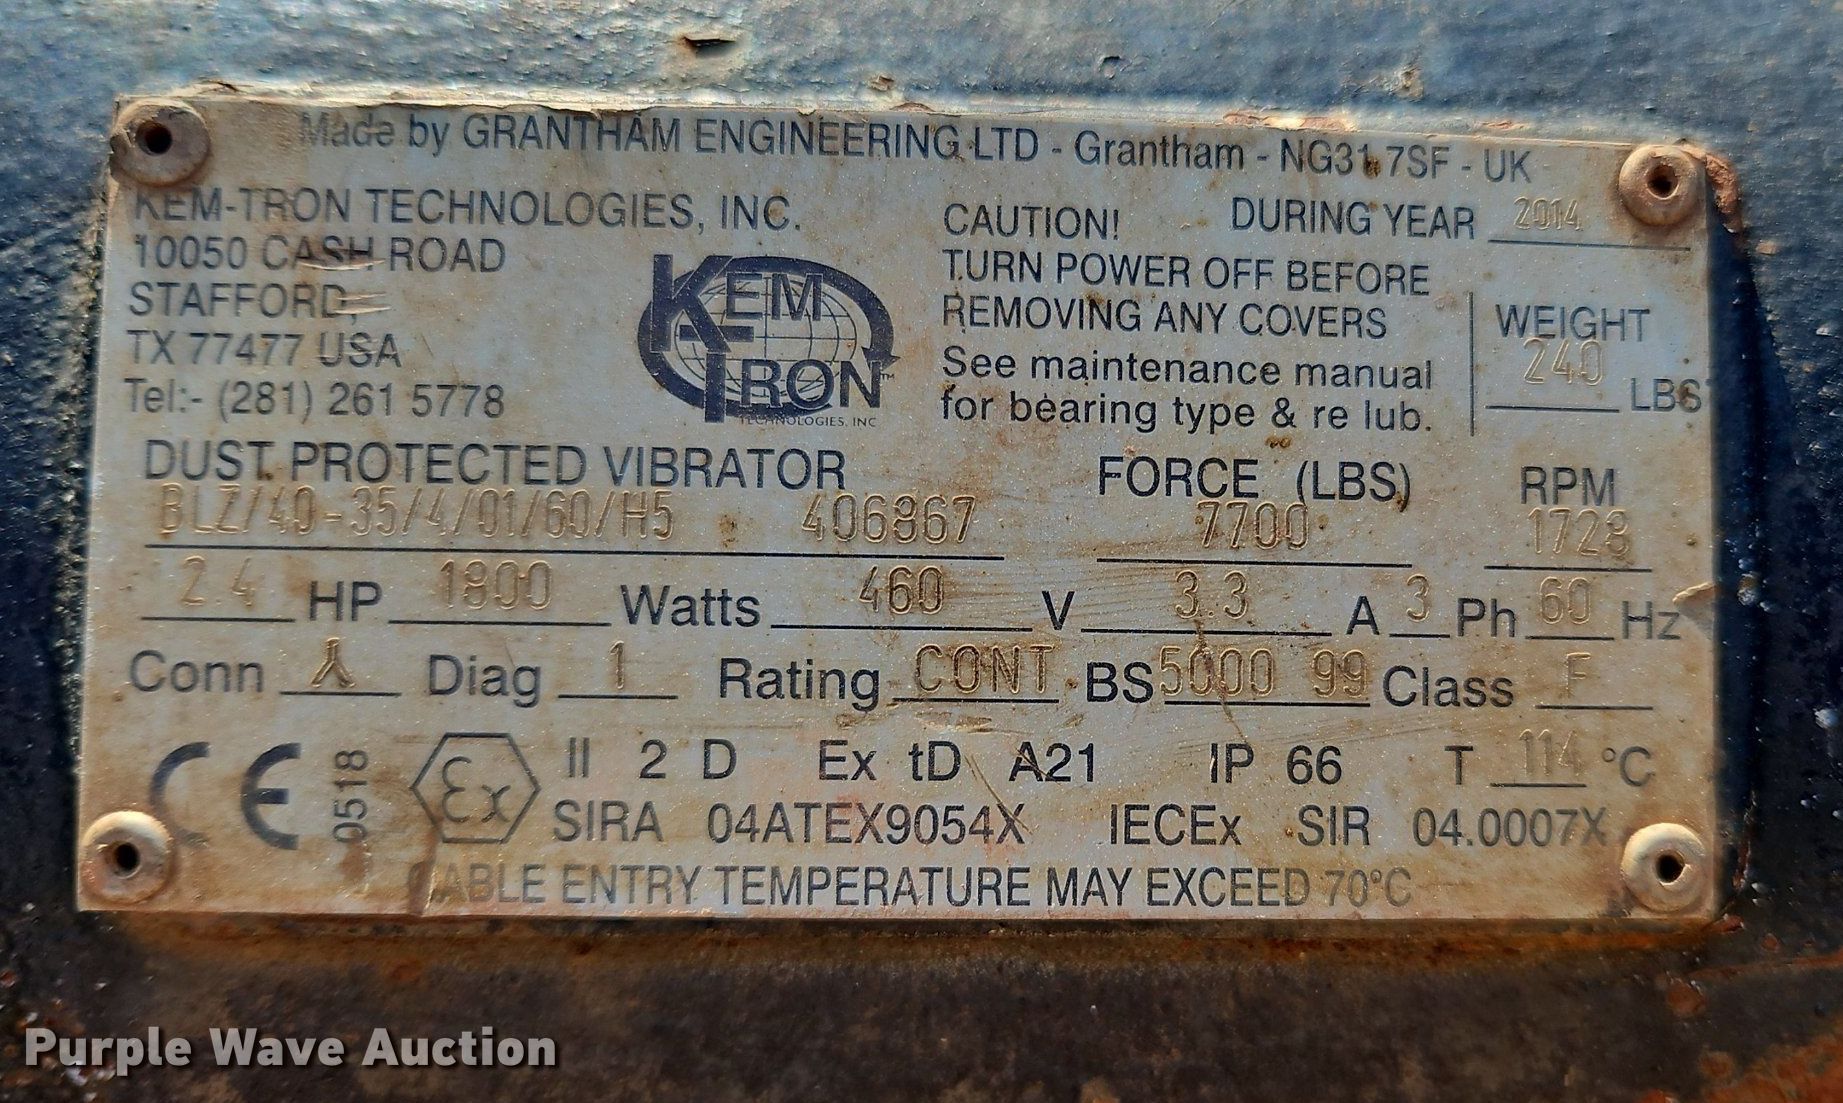 Made by GRANTHAM ENGINEERING LTD - Grantham - NG31 7SF - UK
KEM-TRON TECHNOLOGIES, INC.
10050 CASH ROAD
STAFFORD,
TX 77477 USA
Tel:- (281) 261 5778
KEM
TRON™
TECHNOLOGIES, INC
CAUTION! DURING YEAR 2014
TURN POWER OFF BEFORE
REMOVING ANY COVERS
See maintenance manual
for bearing type & re lub.
WEIGHT
240 LBS
DUST PROTECTED VIBRATOR FORCE (LBS) RPM
BLZ/40-35/4/01/60/H5 406867 7700 1728
2.4 HP 1800 Watts 460 V 3.3 A 3 Ph 60 Hz
Conn ⅄ Diag 1 Rating CONT BS 5000 99 Class F
CE 0518 Ex II 2 D Ex tD A21 IP 66 T 114 °C
SIRA 04ATEX9054X IECEx SIR 04.0007X
CABLE ENTRY TEMPERATURE MAY EXCEED 70°C
Purple Wave Auction